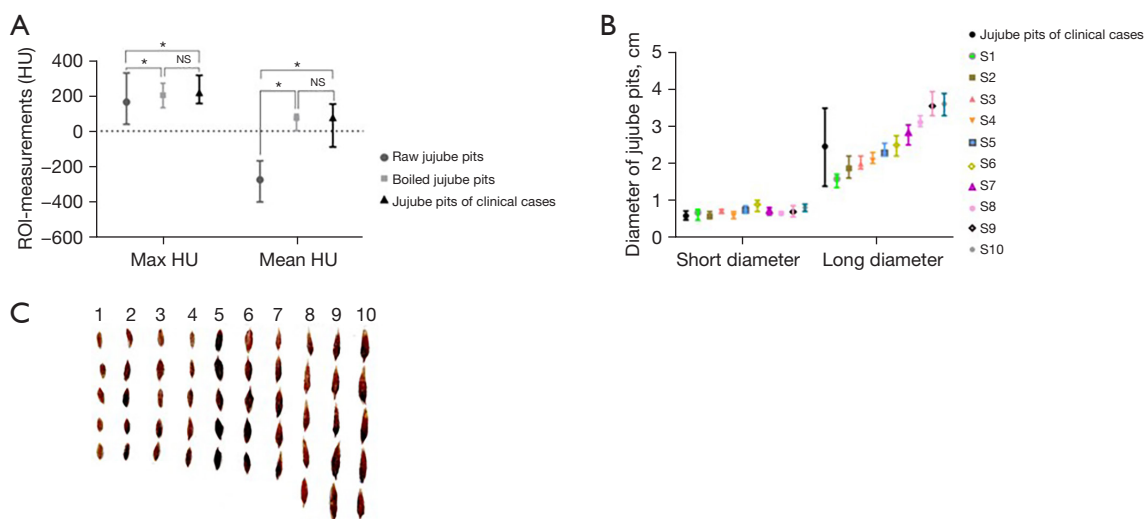 A
ROI-measurements (HU)
400
200
0
−200
−400
−600
*
*
NS
*
*
NS
Max HU
Mean HU
Raw jujube pits
Boiled jujube pits
Jujube pits of clinical cases
B
Diameter of jujube pits, cm
5
4
3
2
1
0
Short diameter
Long diameter
Jujube pits of clinical cases
S1
S2
S3
S4
S5
S6
S7
S8
S9
S10
C
1 2 3 4 5 6 7 8 9 10